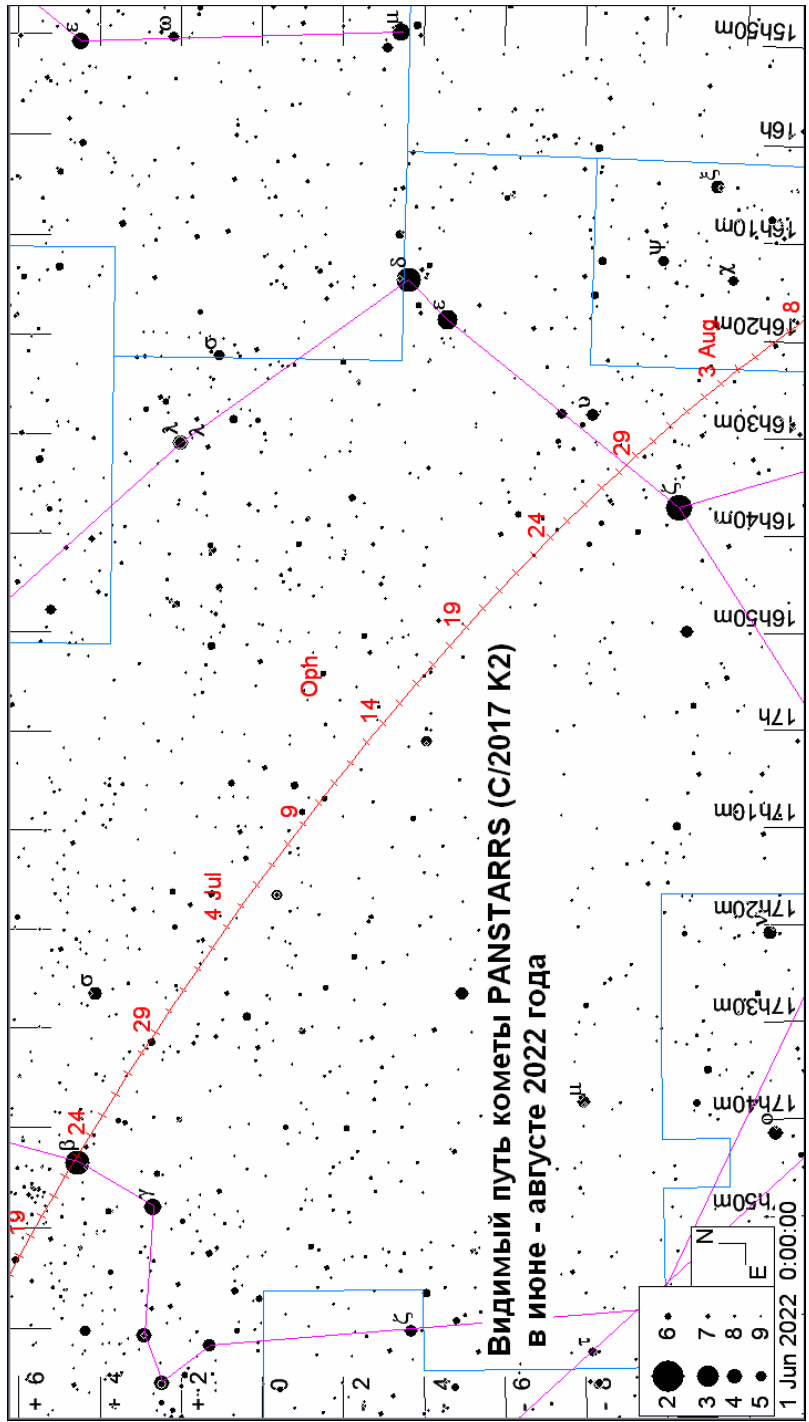 + 6
+ 4
+ 2
0
2
4
- 6
- 8
19
24
29
4 Jul
9
14
19
24
29
3 Aug
8
ε
ω
μ
σ
λ
λ
δ
ε
υ
ζ
ψ
χ
ξ
β
γ
σ
Oph
ζ
τ
μ
ν
ο
Видимый путь кометы PANSTARRS (C/2017 K2)
в июне - августе 2022 года
15h50m
16h
16h10m
16h20m
16h30m
16h40m
16h50m
17h
17h10m
17h20m
17h30m
17h40m
h50m
N
E
2 6
3 7
4 8
5 9
1 Jun 2022 0:00:00